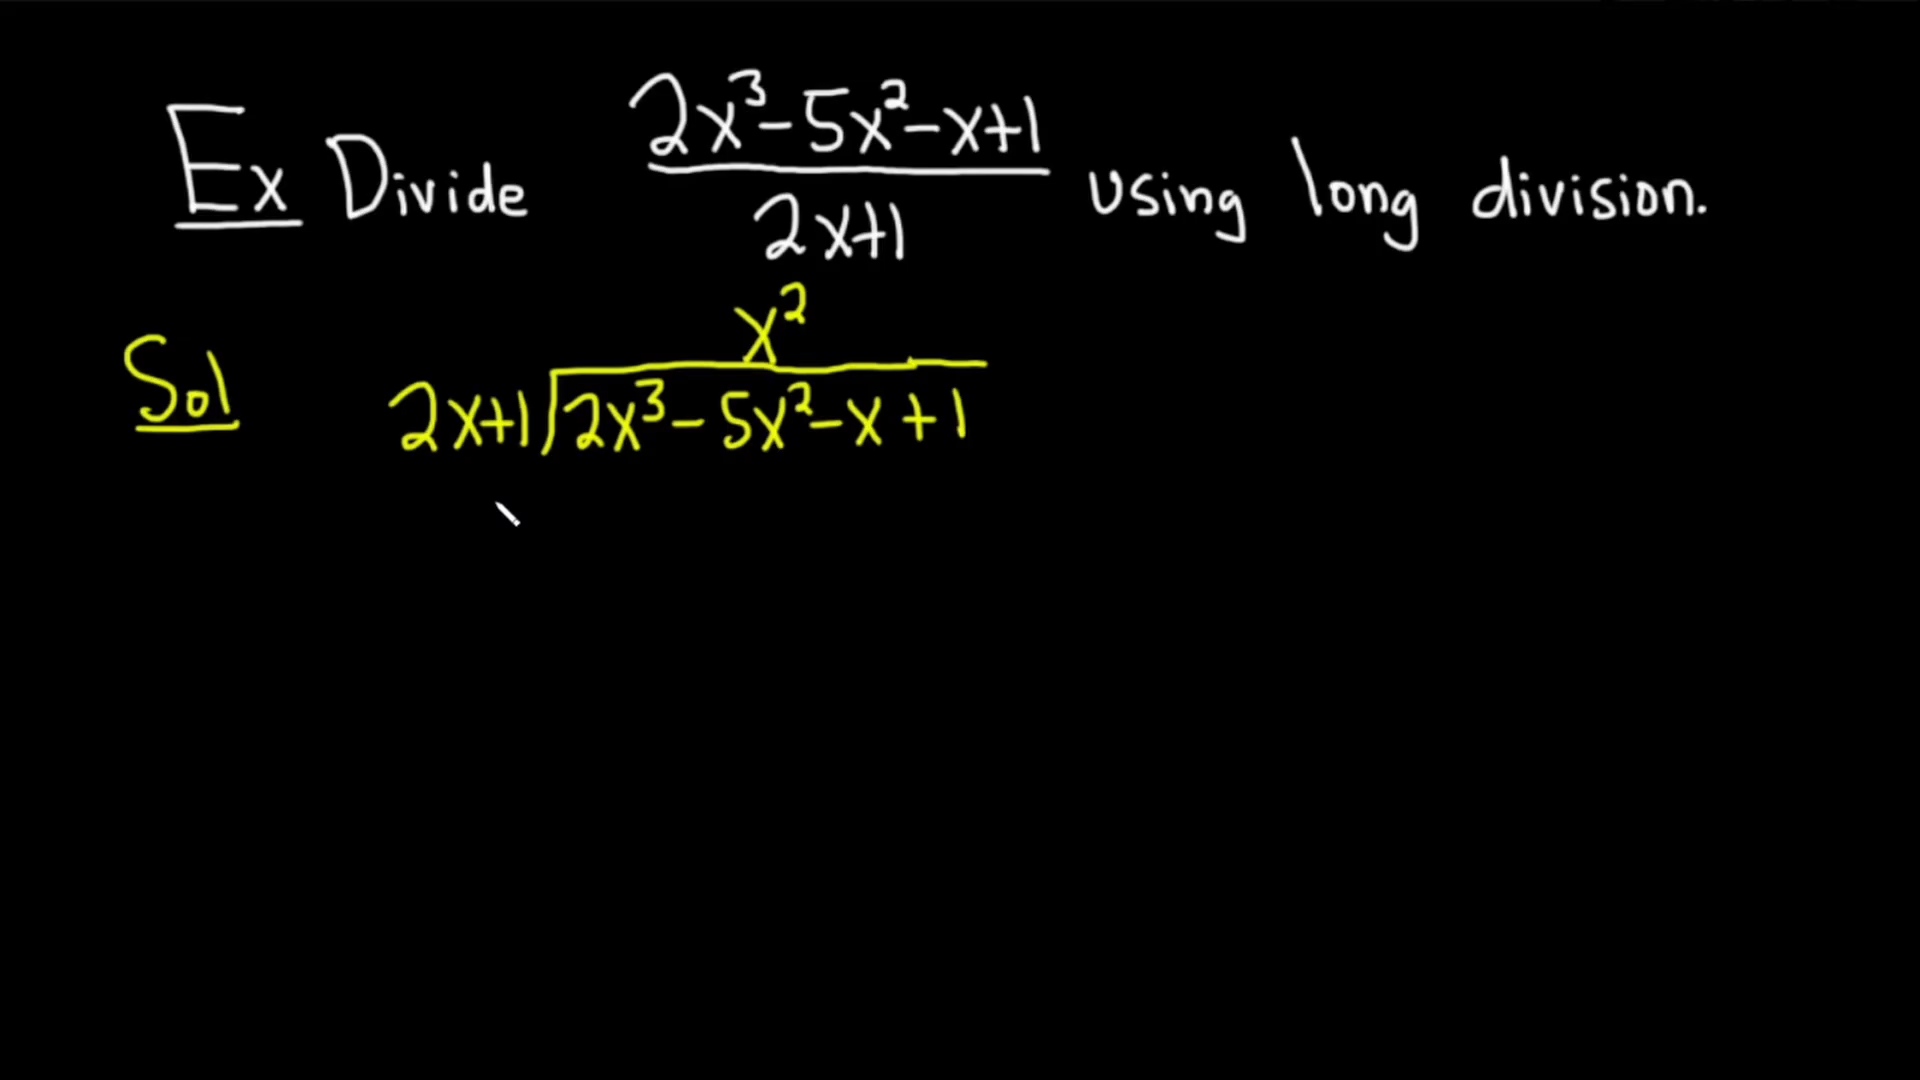 Ex Divide (2x³-5x²-x+1)/(2x+1) using long division.
x²
Sol 2x+1)2x³-5x²-x+1